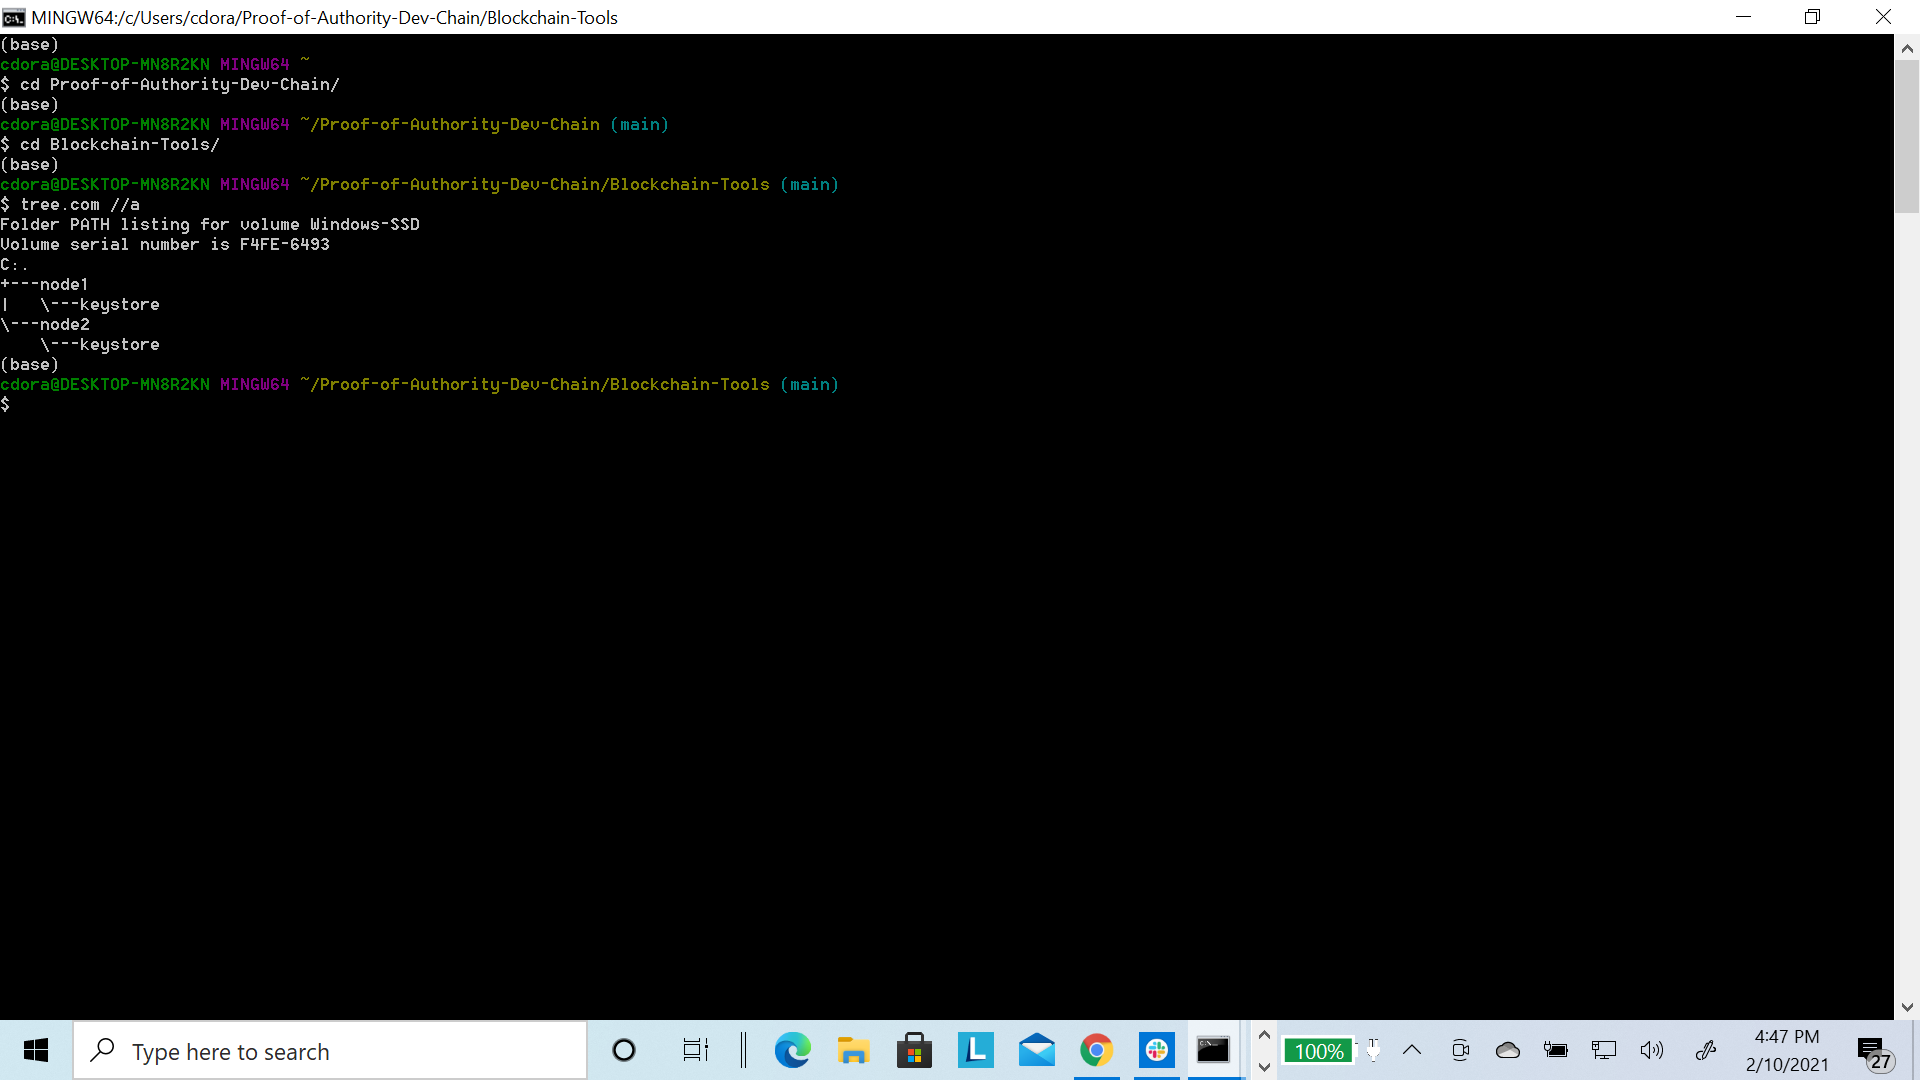 MINGW64:/c/Users/cdora/Proof-of-Authority-Dev-Chain/Blockchain-Tools
(base)
cdora@DESKTOP-MN8R2KN MINGW64 ~
$ cd Proof-of-Authority-Dev-Chain/
(base)
cdora@DESKTOP-MN8R2KN MINGW64 ~/Proof-of-Authority-Dev-Chain (main)
$ cd Blockchain-Tools/
(base)
cdora@DESKTOP-MN8R2KN MINGW64 ~/Proof-of-Authority-Dev-Chain/Blockchain-Tools (main)
$ tree.com //a
Folder PATH listing for volume Windows-SSD
Volume serial number is F4FE-6493
C:.
+---node1
|   \---keystore
\---node2
    \---keystore
(base)
cdora@DESKTOP-MN8R2KN MINGW64 ~/Proof-of-Authority-Dev-Chain/Blockchain-Tools (main)
$
Type here to search
L
100%
4:47 PM
2/10/2021
27